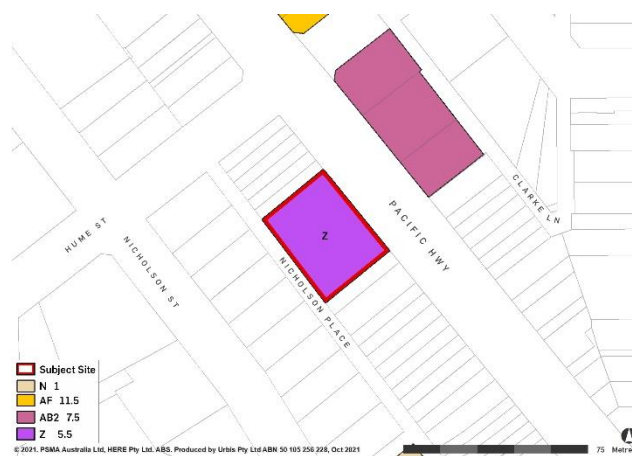 Z
PACIFIC HWY
CLARKE LN
HUME ST
NICHOLSON ST
NICHOLSON PLACE
Subject Site
N 1
AF 11.5
AB2 7.5
Z 5.5
© 2021. PSMA Australia Ltd, HERE Pty Ltd. ABS. Produced by Urbis Pty Ltd ABN 50 105 256 228, Oct 2021
75 Metre